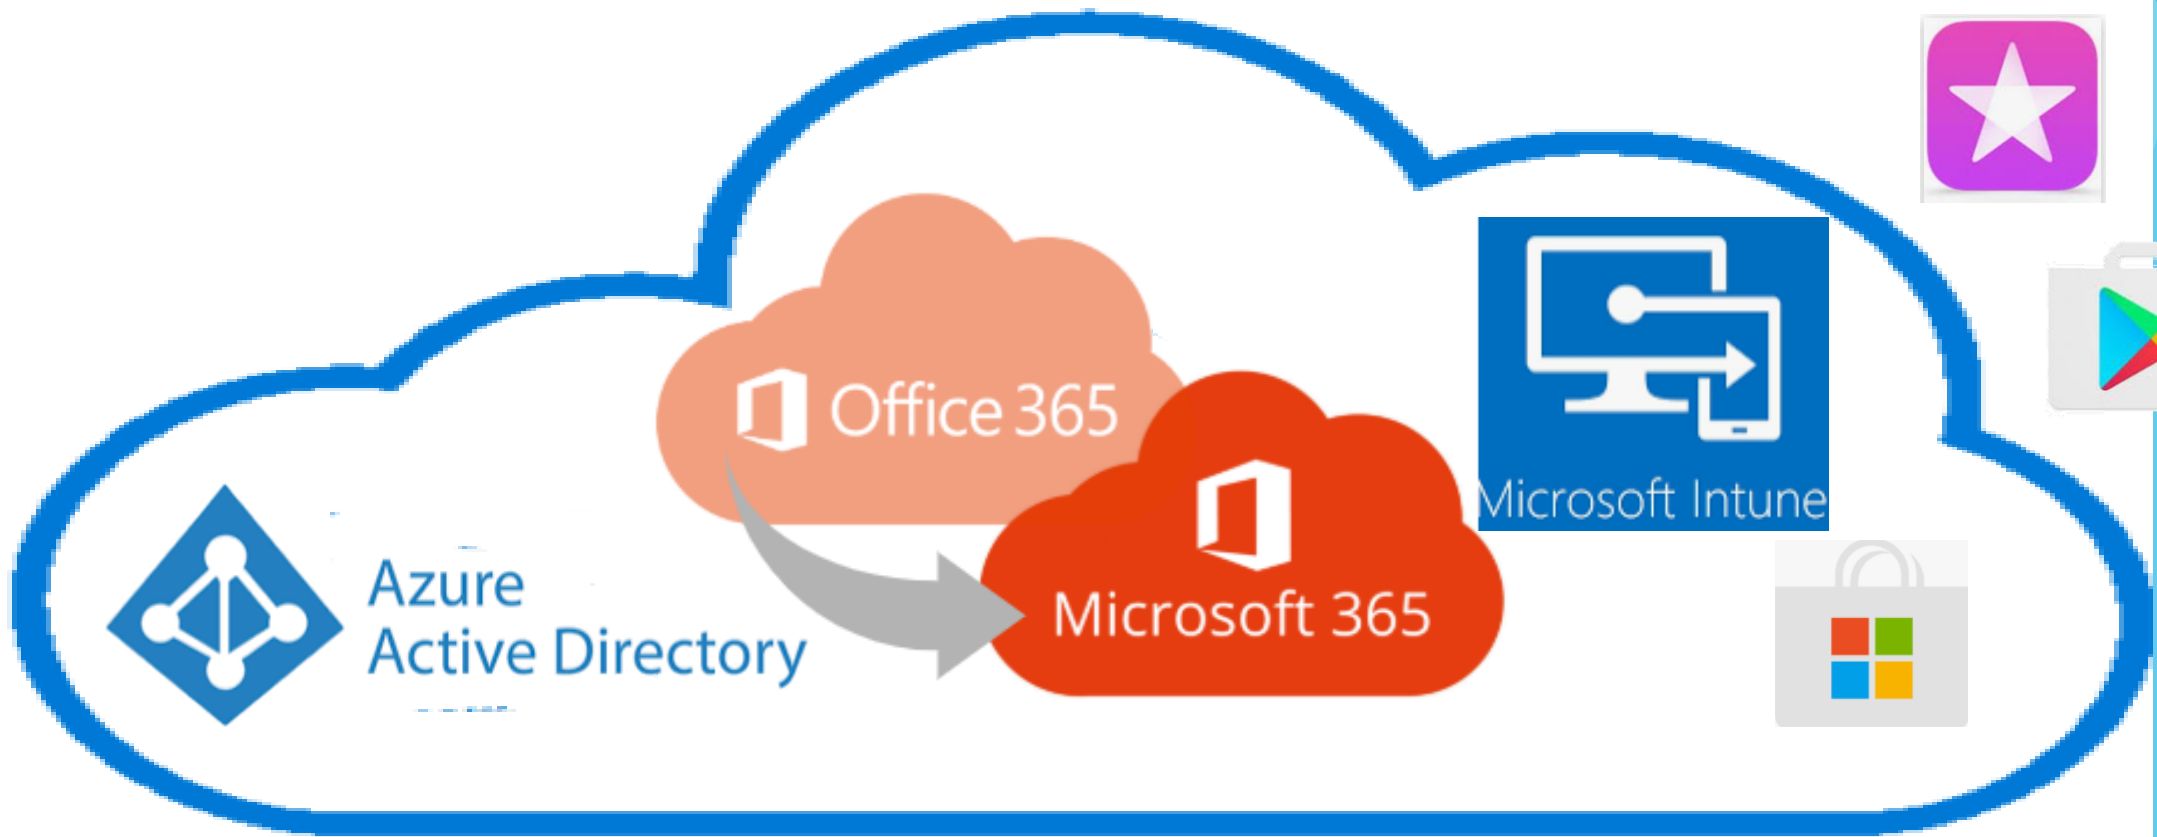 Office 365
Microsoft Intune
Azure
Active Directory
Microsoft 365